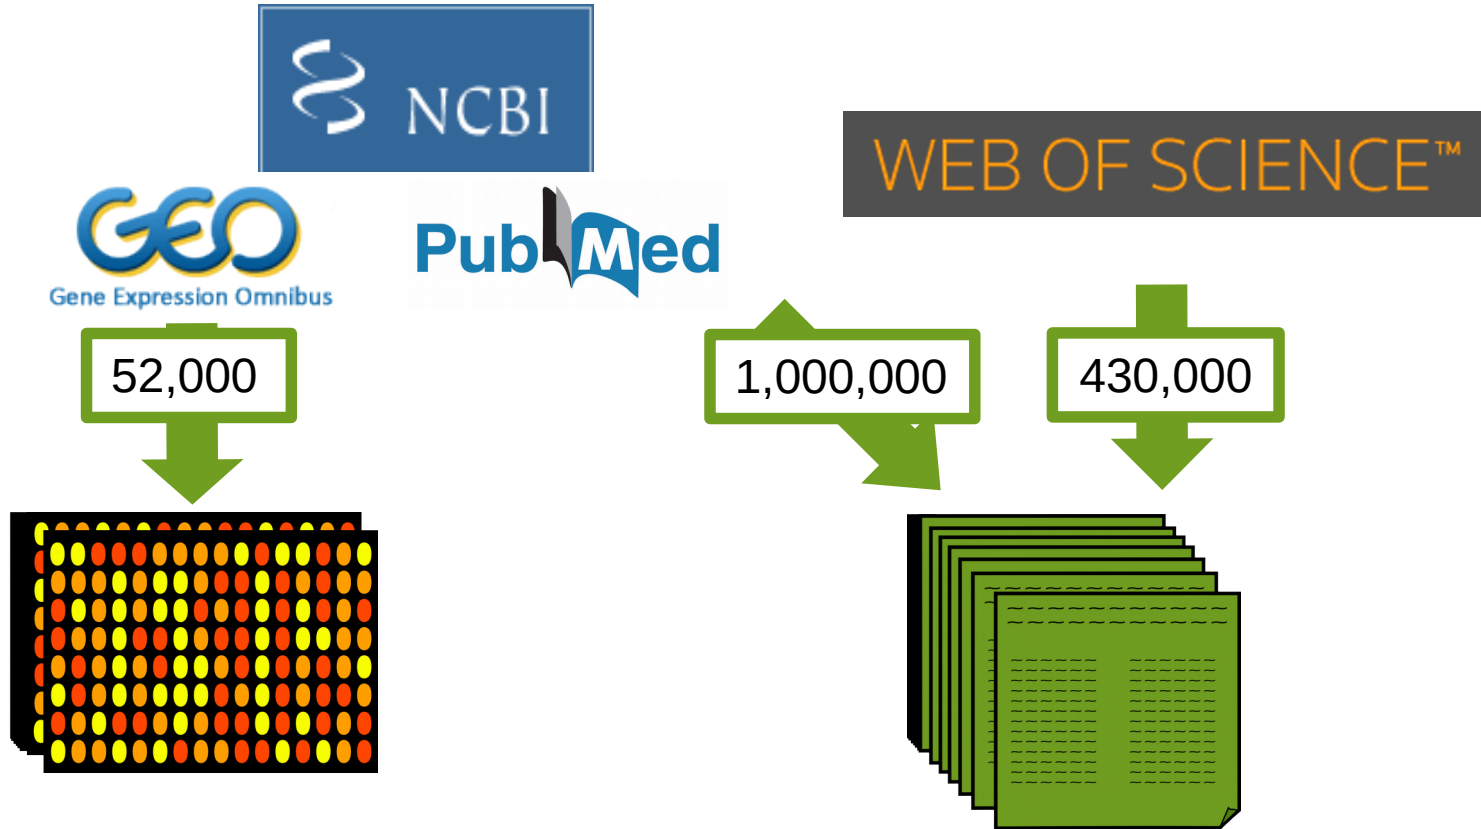 NCBI
WEB OF SCIENCE™
GEO
Gene Expression Omnibus
PubMed
52,000
1,000,000
430,000